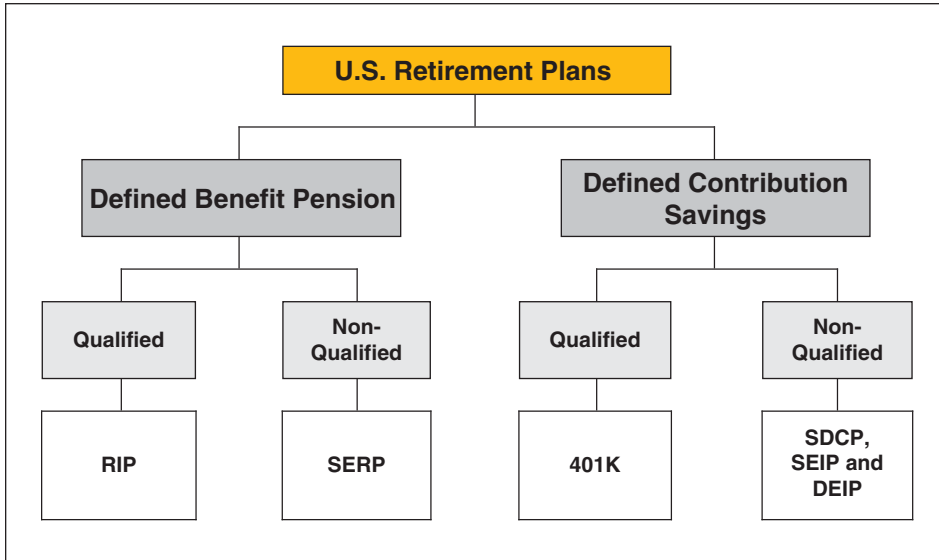 U.S. Retirement Plans
Defined Benefit Pension
Defined Contribution
Savings
Qualified
Non-
Qualified
Qualified
Non-
Qualified
RIP
SERP
401K
SDCP,
SEIP and
DEIP